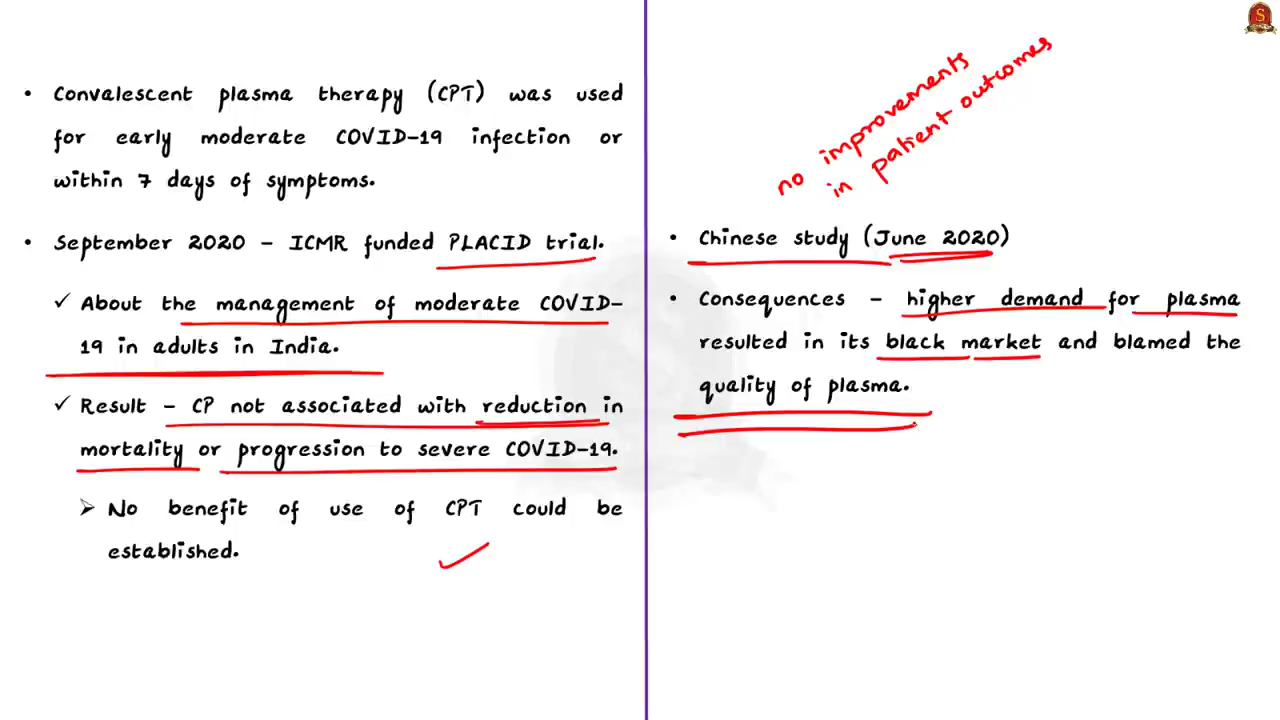 • Convalescent plasma therapy (CPT) was used
for early moderate COVID-19 infection or
within 7 days of symptoms.
• September 2020 – ICMR funded PLACID trial.
✓ About the management of moderate COVID-
19 in adults in India.
✓ Result – CP not associated with reduction in
mortality or progression to severe COVID-19.
➢ No benefit of use of CPT could be
established.
no improvements
in patient outcomes
• Chinese study (June 2020)
• Consequences – higher demand for plasma
resulted in its black market and blamed the
quality of plasma.